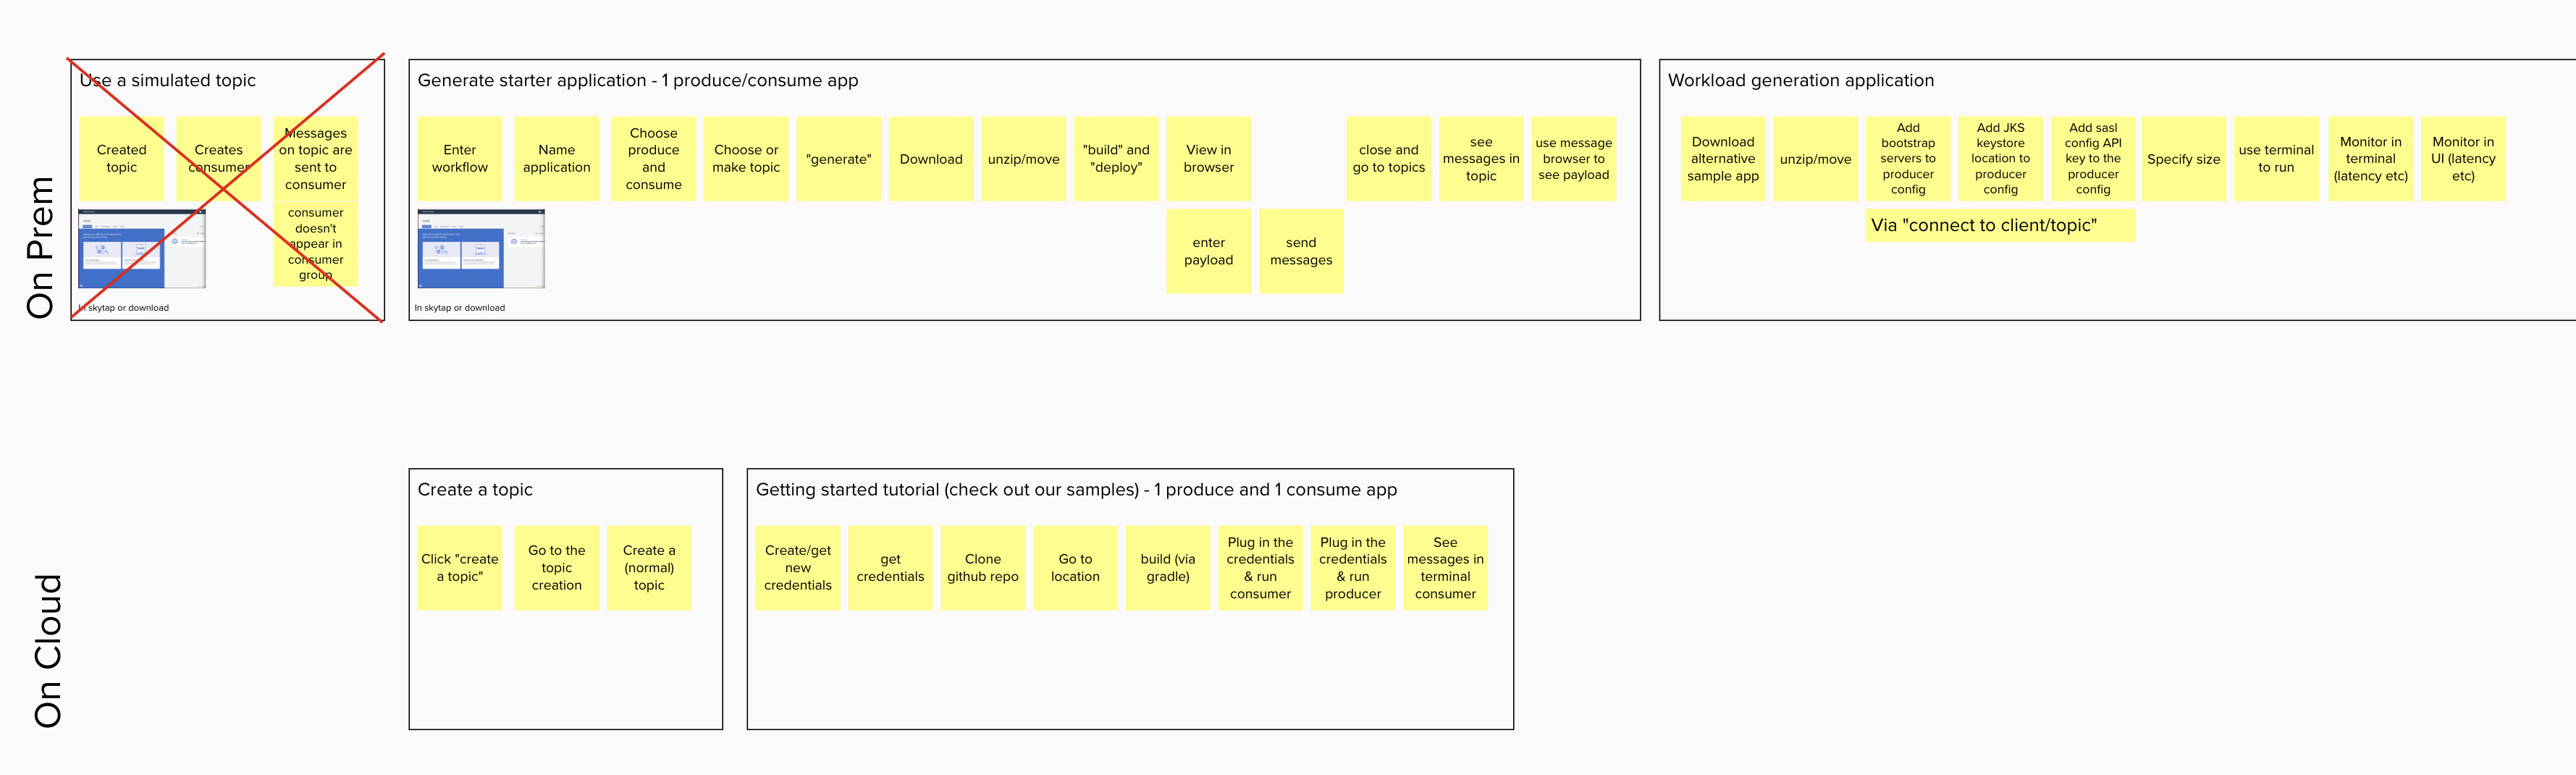 On Prem
Use a simulated topic
Created
topic
Creates
consumer
Messages
on topic are
sent to
consumer
consumer
doesn't
appear in
consumer
group
In skytap or download
Generate starter application - 1 produce/consume app
Enter
workflow
Name
application
Choose
produce
and
consume
Choose or
make topic
"generate"
Download
unzip/move
"build" and
"deploy"
View in
browser
enter
payload
send
messages
close and
go to topics
see
messages in
topic
use message
browser to
see payload
In skytap or download
Workload generation application
Download
alternative
sample app
unzip/move
Add
bootstrap
servers to
producer
config
Add JKS
keystore
location to
producer
config
Add sasl
config API
key to the
producer
config
Via "connect to client/topic"
Specify size
use terminal
to run
Monitor in
terminal
(latency etc)
Monitor in
UI (latency
etc)
On Cloud
Create a topic
Click "create
a topic"
Go to the
topic
creation
Create a
(normal)
topic
Getting started tutorial (check out our samples) - 1 produce and 1 consume app
Create/get
new
credentials
get
credentials
Clone
github repo
Go to
location
build (via
gradle)
Plug in the
credentials
& run
consumer
Plug in the
credentials
& run
producer
See
messages in
terminal
consumer